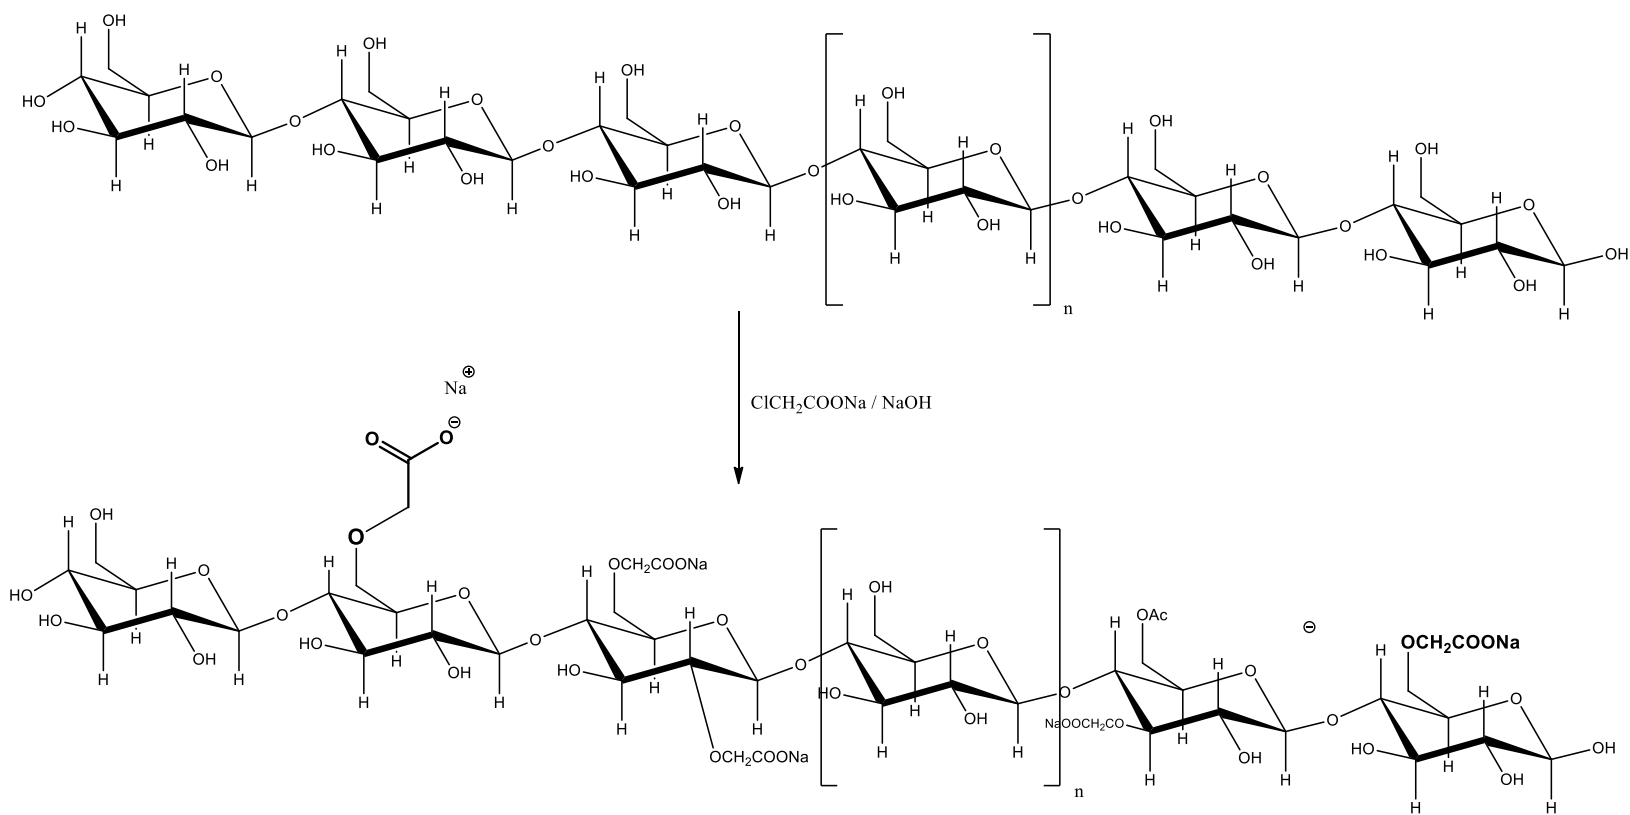 OH
H OH
H H OH
HO O H O H OH
HO H O H OH
H HO O H O H OH
OH H O HO H O H OH
H H OH H O HO H O H O
H H OH H O HO H O
H H OH HO H OH
H H OH H
H H OH
n H H
Na ⊕
ClCH₂COONa / NaOH
O O ⊖
OH O
H H O H OCH₂COONa
HO O H H OH
HO H O H O H OAc ⊖
OH HO H O H H O H OCH₂COONa
H H OH HO H O HO H O H H O
H H OH H O NaOOCH₂CO H O H O
H H OH OH HO OH
OCH₂COONa H H H H OH
n H H